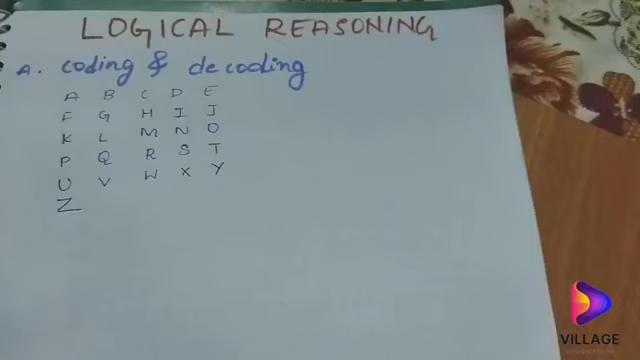 LOGICAL REASONING
A. coding & decoding
A B C D E
F G H I J
K L M N O
P Q R S T
U V W X Y
Z
VILLAGE